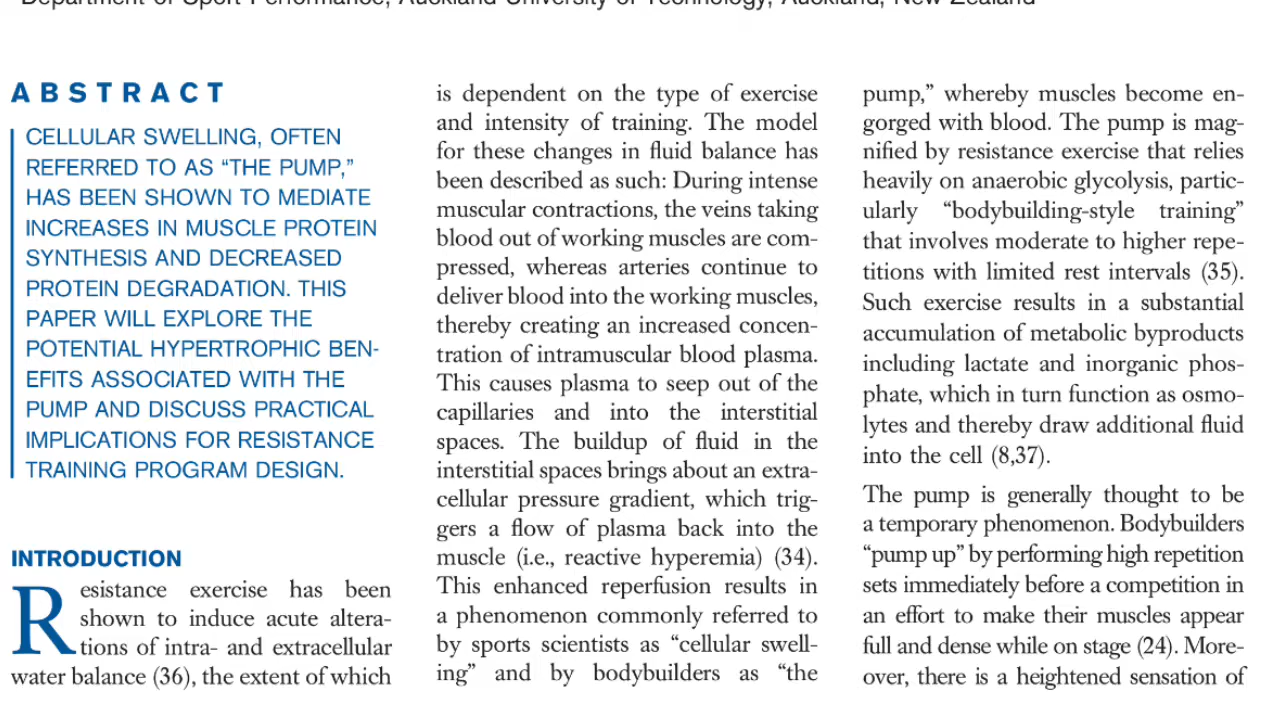 Department of Sport Performance, Auckland University of Technology, Auckland, New Zealand
ABSTRACT
CELLULAR SWELLING, OFTEN
REFERRED TO AS “THE PUMP,”
HAS BEEN SHOWN TO MEDIATE
INCREASES IN MUSCLE PROTEIN
SYNTHESIS AND DECREASED
PROTEIN DEGRADATION. THIS
PAPER WILL EXPLORE THE
POTENTIAL HYPERTROPHIC BEN-
EFITS ASSOCIATED WITH THE
PUMP AND DISCUSS PRACTICAL
IMPLICATIONS FOR RESISTANCE
TRAINING PROGRAM DESIGN.
INTRODUCTION
Resistance exercise has been
shown to induce acute altera-
tions of intra- and extracellular
water balance (36), the extent of which
is dependent on the type of exercise
and intensity of training. The model
for these changes in fluid balance has
been described as such: During intense
muscular contractions, the veins taking
blood out of working muscles are com-
pressed, whereas arteries continue to
deliver blood into the working muscles,
thereby creating an increased concen-
tration of intramuscular blood plasma.
This causes plasma to seep out of the
capillaries and into the interstitial
spaces. The buildup of fluid in the
interstitial spaces brings about an extra-
cellular pressure gradient, which trig-
gers a flow of plasma back into the
muscle (i.e., reactive hyperemia) (34).
This enhanced reperfusion results in
a phenomenon commonly referred to
by sports scientists as “cellular swell-
ing” and by bodybuilders as “the
pump,” whereby muscles become en-
gorged with blood. The pump is mag-
nified by resistance exercise that relies
heavily on anaerobic glycolysis, partic-
ularly “bodybuilding-style training”
that involves moderate to higher repe-
titions with limited rest intervals (35).
Such exercise results in a substantial
accumulation of metabolic byproducts
including lactate and inorganic phos-
phate, which in turn function as osmo-
lytes and thereby draw additional fluid
into the cell (8,37).
The pump is generally thought to be
a temporary phenomenon. Bodybuilders
“pump up” by performing high repetition
sets immediately before a competition in
an effort to make their muscles appear
full and dense while on stage (24). More-
over, there is a heightened sensation of